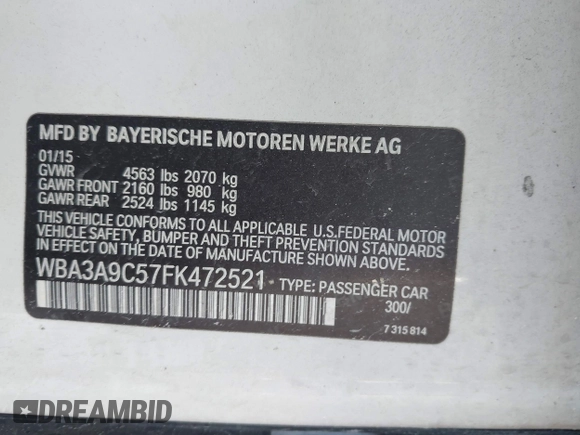 MFD BY BAYERISCHE MOTOREN WERKE AG
01/15
GVWR 4563 lbs 2070 kg
GAWR FRONT 2160 lbs 980 kg
GAWR REAR 2524 lbs 1145 kg
THIS VEHICLE CONFORMS TO ALL APPLICABLE U.S.FEDERAL MOTOR
VEHICLE SAFETY, BUMPER AND THEFT PREVENTION STANDARDS IN
EFFECT ON THE DATE OF MANUFACTURE SHOWN ABOVE.
WBA3A9C57FK472521 TYPE: PASSENGER CAR
300/
7 315 814
DREAMBID